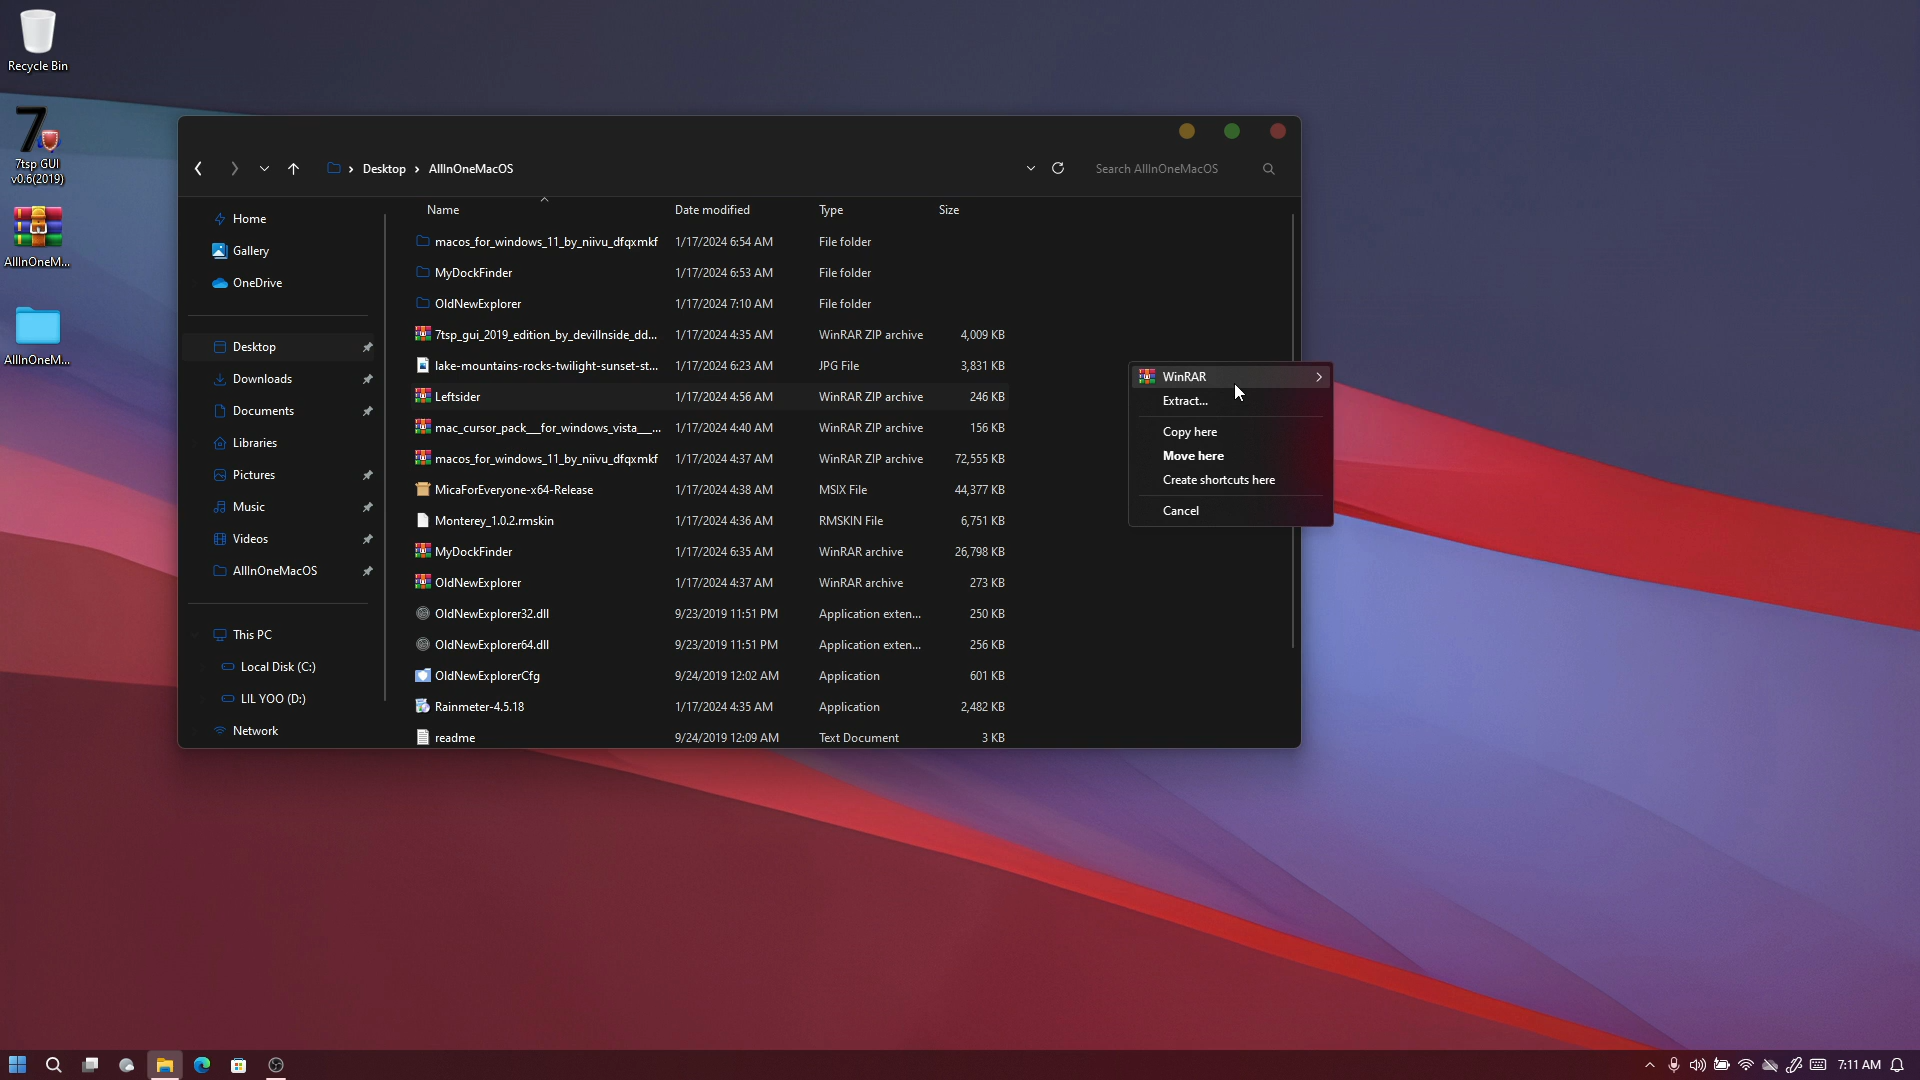 Recycle Bin
7
7tsp GUI
v0.6(2019)
AllInOneM...
AllInOneM...
Desktop
AllInOneMacOS
Search AllInOneMacOS
Home
Gallery
OneDrive
Desktop
Downloads
Documents
Libraries
Pictures
Music
Videos
AllInOneMacOS
This PC
Local Disk (C:)
LIL YOO (D:)
Network
Name Date modified Type Size
macos_for_windows_11_by_niivu_dfqxmkf 1/17/2024 6:54 AM File folder
MyDockFinder 1/17/2024 6:53 AM File folder
OldNewExplorer 1/17/2024 7:10 AM File folder
7tsp_gui_2019_edition_by_devillnside_dd... 1/17/2024 4:35 AM WinRAR ZIP archive 4,009 KB
lake-mountains-rocks-twilight-sunset-st... 1/17/2024 6:23 AM JPG File 3,831 KB
Leftsider 1/17/2024 4:56 AM WinRAR ZIP archive 246 KB
mac_cursor_pack__for_windows_vista___... 1/17/2024 4:40 AM WinRAR ZIP archive 156 KB
macos_for_windows_11_by_niivu_dfqxmkf 1/17/2024 4:37 AM WinRAR ZIP archive 72,555 KB
MicaForEveryone-x64-Release 1/17/2024 4:38 AM MSIX File 44,377 KB
Monterey_1.0.2.rmskin 1/17/2024 4:36 AM RMSKIN File 6,751 KB
MyDockFinder 1/17/2024 6:35 AM WinRAR archive 26,798 KB
OldNewExplorer 1/17/2024 4:37 AM WinRAR archive 273 KB
OldNewExplorer32.dll 9/23/2019 11:51 PM Application exten... 250 KB
OldNewExplorer64.dll 9/23/2019 11:51 PM Application exten... 256 KB
OldNewExplorerCfg 9/24/2019 12:02 AM Application 601 KB
Rainmeter-4.5.18 1/17/2024 4:35 AM Application 2,482 KB
readme 9/24/2019 12:09 AM Text Document 3 KB
WinRAR
Extract...
Copy here
Move here
Create shortcuts here
Cancel
7:11 AM